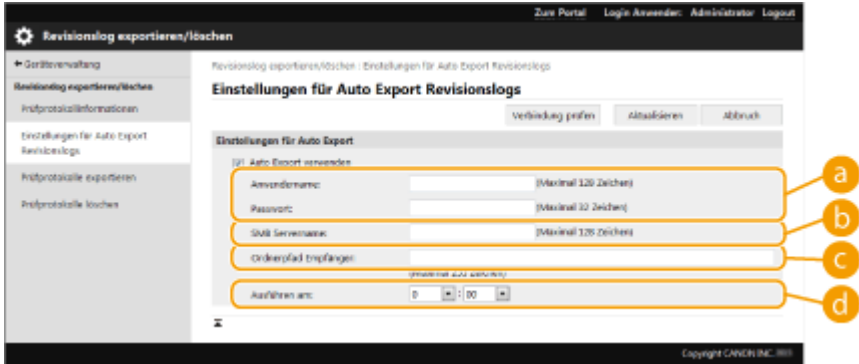 Zum Portal Login Anwender: Administrator Logout
Revisionslog exportieren/löschen
Geräteverwaltung
Revisionslog exportieren/löschen : Einstellungen für Auto Export Revisionslogs
Revisionslog exportieren/löschen
Einstellungen für Auto Export Revisionslogs
Prüfprotokollinformationen
Verbindung prüfen Aktualisieren Abbruch
Einstellungen für Auto Export
Revisionslogs
Einstellungen für Auto Export
Auto Export verwenden
Prüfprotokolle exportieren
Anwendername: (Maximal 128 Zeichen)
a
Prüfprotokolle löschen
Passwort: (Maximal 32 Zeichen)
SMB Servername: (Maximal 128 Zeichen)
b
Ordnerpfad Empfänger:
c
(Maximal Zeichen)
Ausführen am: 0 : 00
d
Copyright CANON INC.